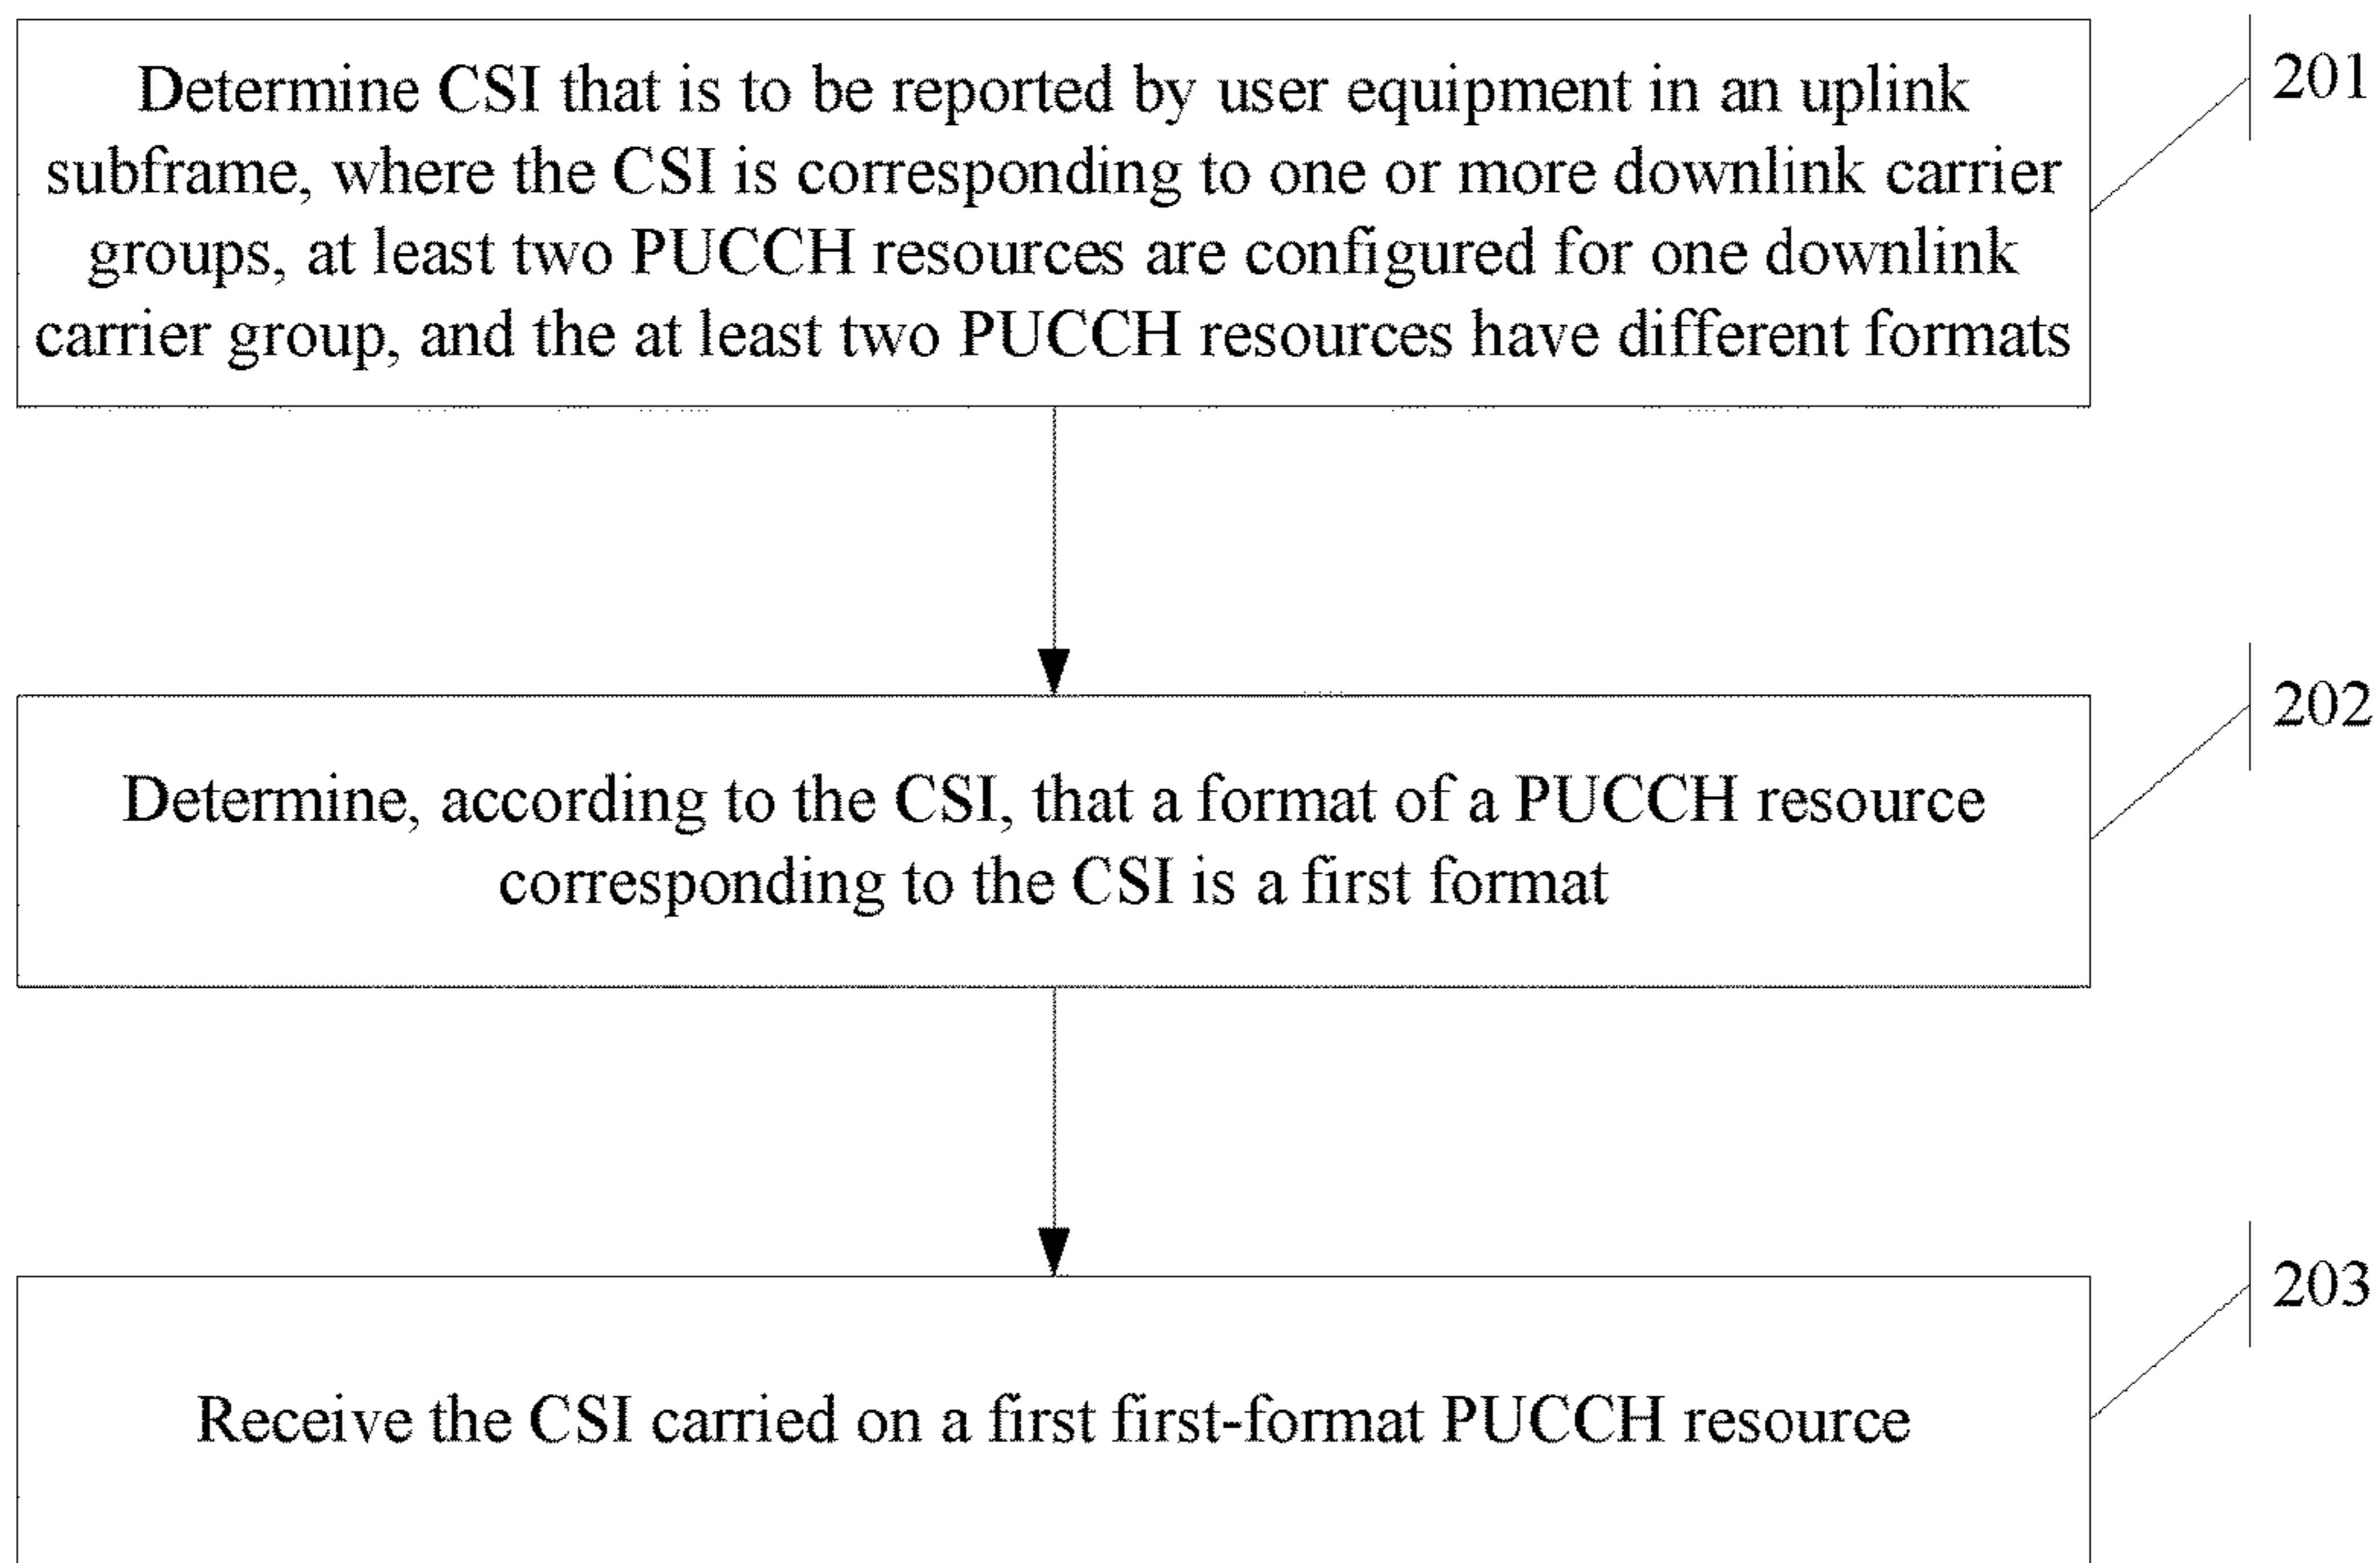 Determine CSI that is to be reported by user equipment in an uplink
subframe, where the CSI is corresponding to one or more downlink carrier
groups, at least two PUCCH resources are configured for one downlink
carrier group, and the at least two PUCCH resources have different formats
201
Determine, according to the CSI, that a format of a PUCCH resource
corresponding to the CSI is a first format
202
Receive the CSI carried on a first first-format PUCCH resource
203